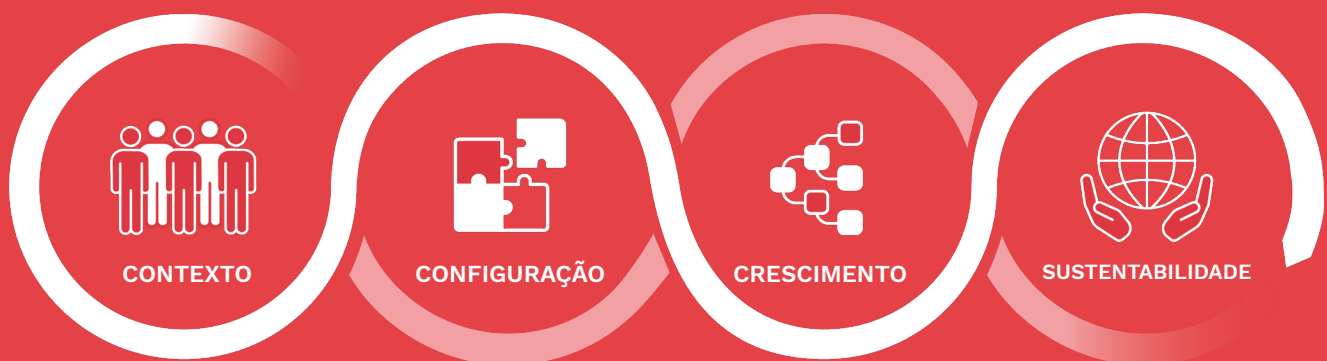 CONTEXTO
CONFIGURAÇÃO
CRESCIMENTO
SUSTENTABILIDADE